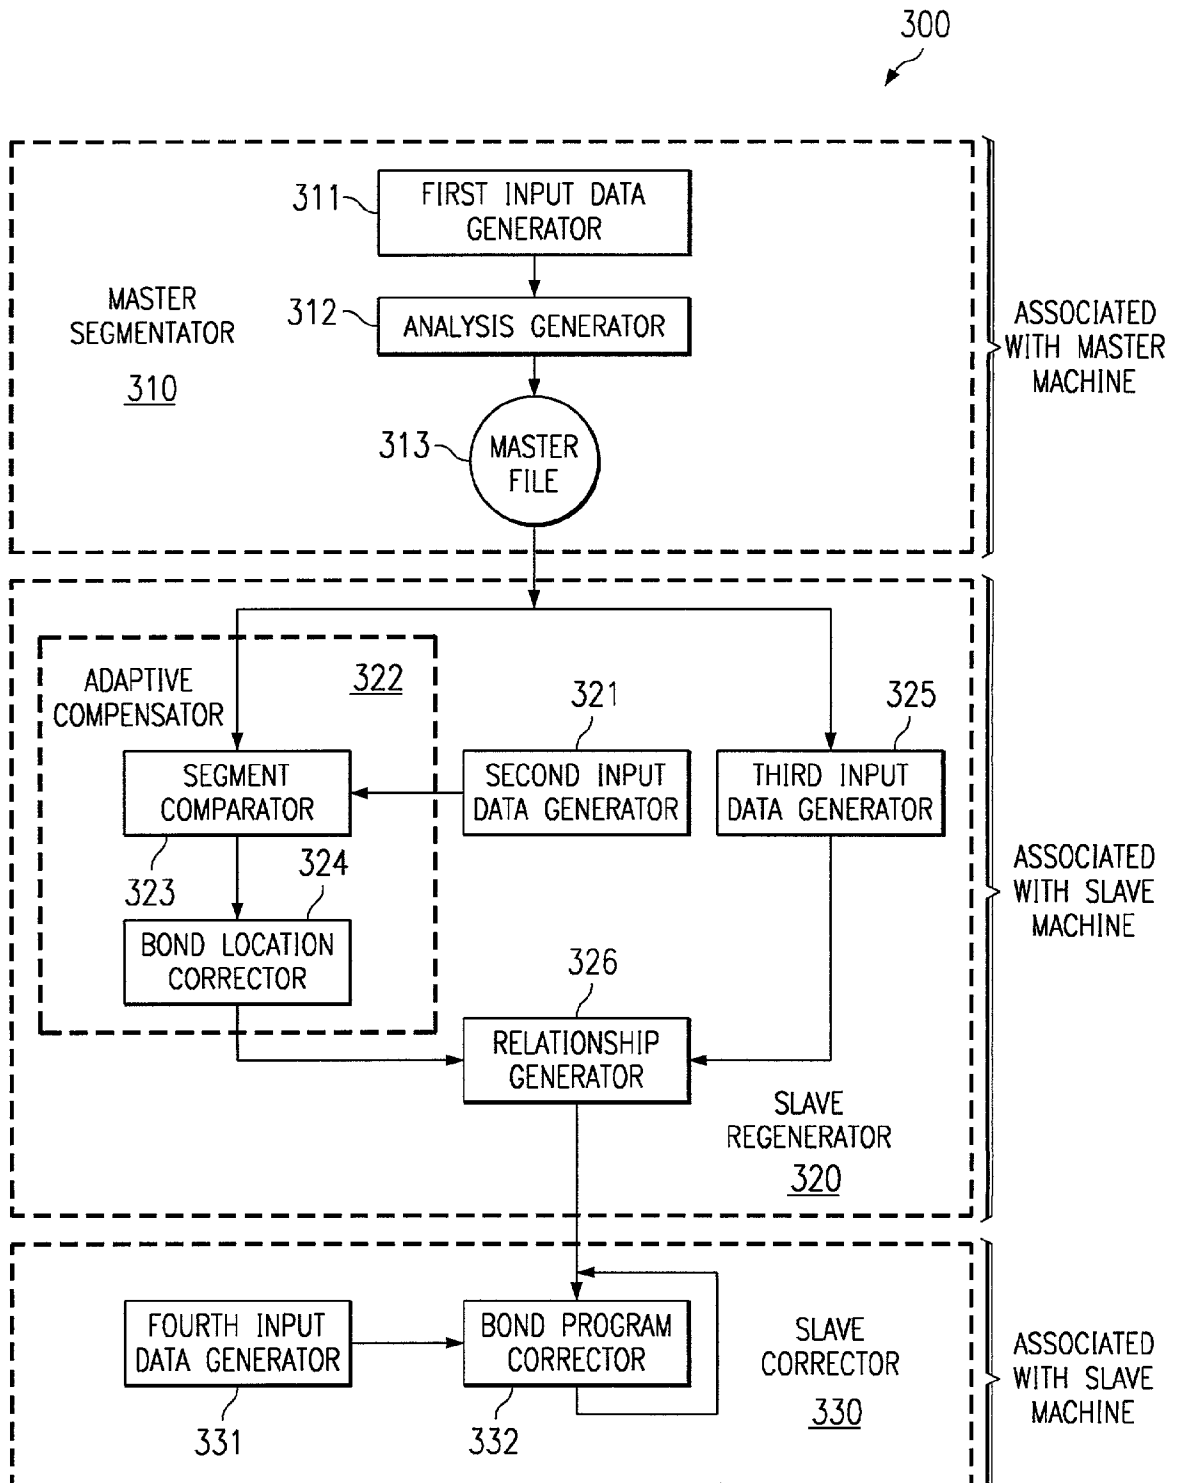 300
311
FIRST INPUT DATA
GENERATOR
MASTER
SEGMENTATOR
310
312
ANALYSIS GENERATOR
313
MASTER
FILE
ASSOCIATED
WITH MASTER
MACHINE
ADAPTIVE
COMPENSATOR
322
321
325
SEGMENT
COMPARATOR
323
SECOND INPUT
DATA GENERATOR
THIRD INPUT
DATA GENERATOR
324
BOND LOCATION
CORRECTOR
326
RELATIONSHIP
GENERATOR
SLAVE
REGENERATOR
320
ASSOCIATED
WITH SLAVE
MACHINE
FOURTH INPUT
DATA GENERATOR
331
BOND PROGRAM
CORRECTOR
332
SLAVE
CORRECTOR
330
ASSOCIATED
WITH SLAVE
MACHINE